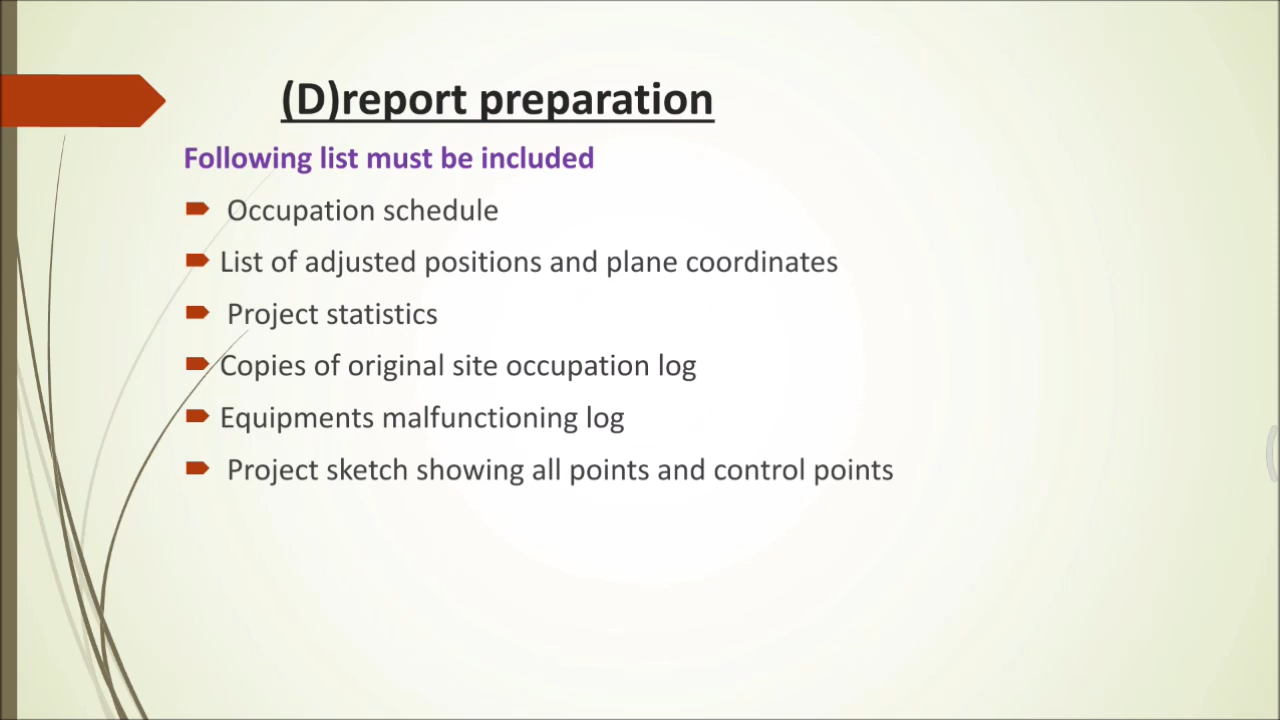 (D)report preparation
Following list must be included
Occupation schedule
List of adjusted positions and plane coordinates
Project statistics
Copies of original site occupation log
Equipments malfunctioning log
Project sketch showing all points and control points